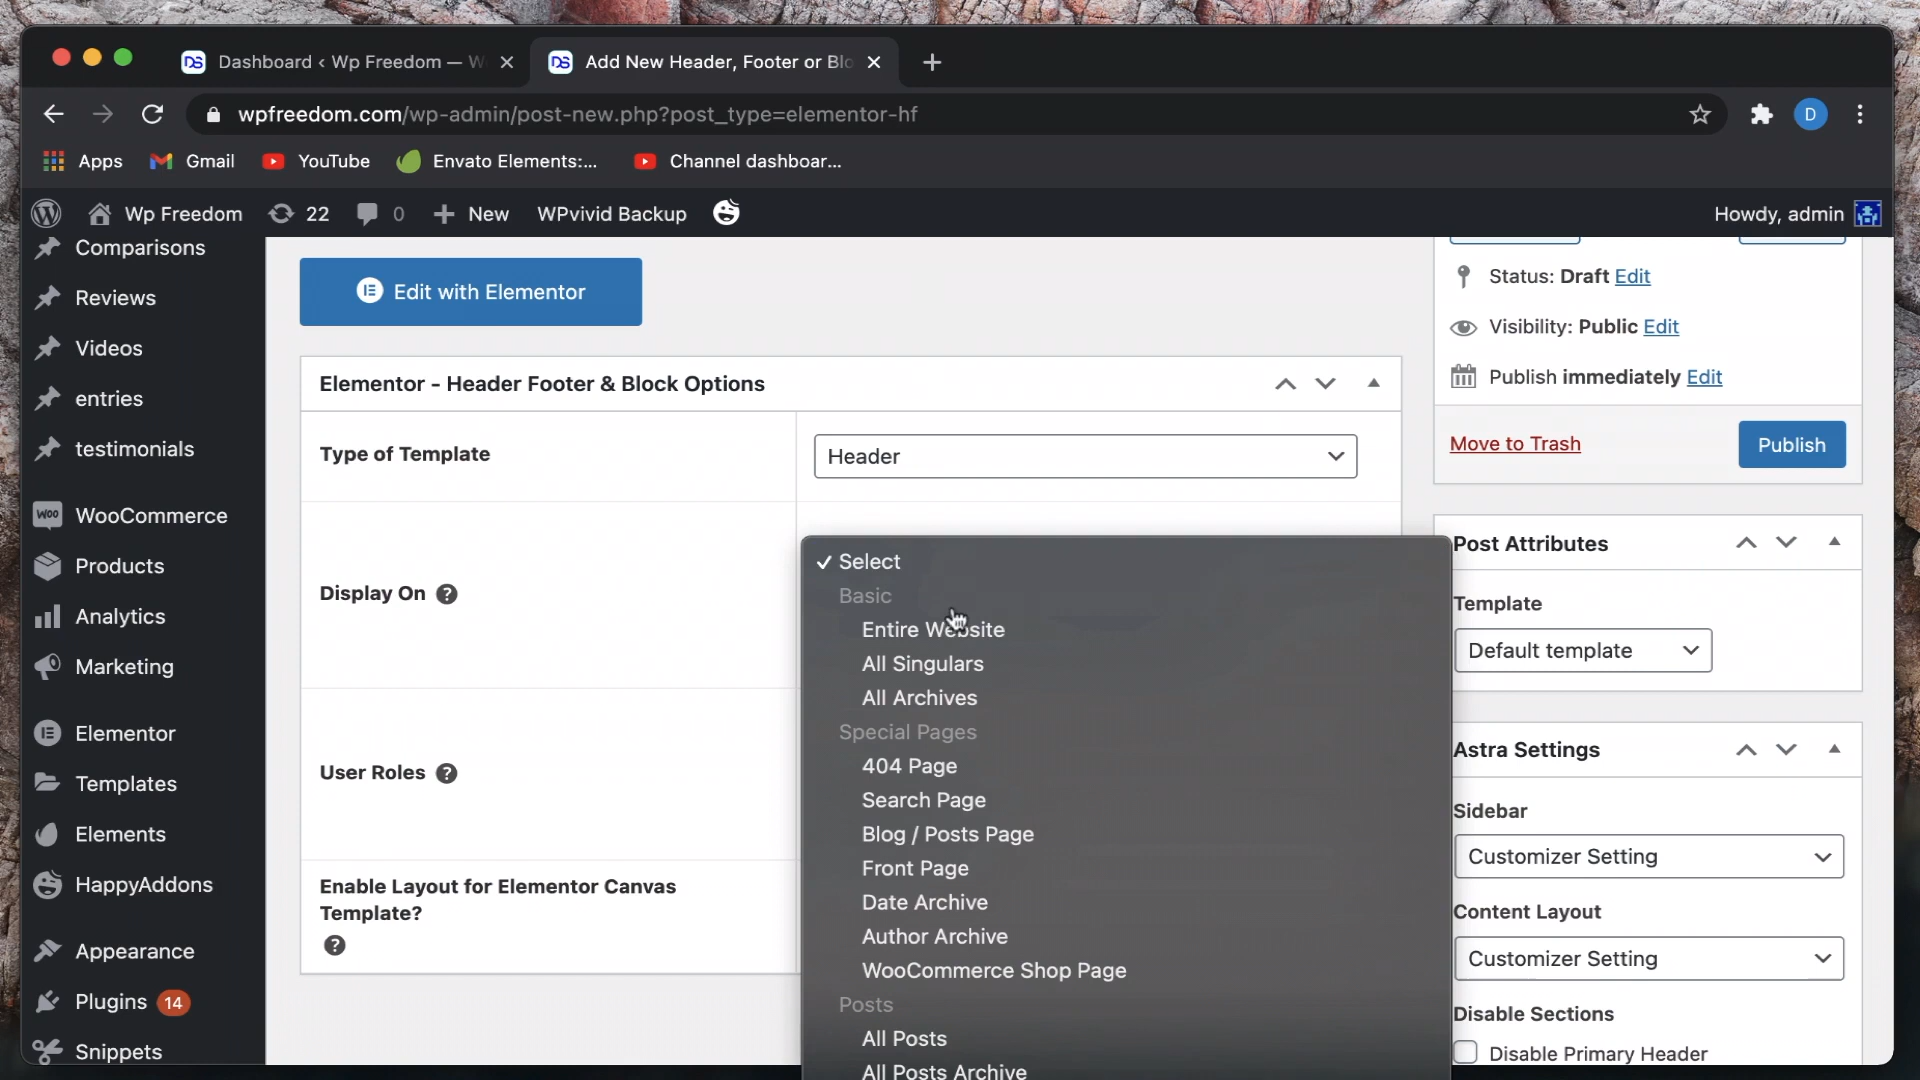 Dashboard ‹ Wp Freedom — W
Add New Header, Footer or Blo
wpfreedom.com/wp-admin/post-new.php?post_type=elementor-hf
D
Apps
Gmail
YouTube
Envato Elements:...
Channel dashboar...
Wp Freedom
22
0
New
WPvivid Backup
Howdy, admin
Comparisons
Reviews
Videos
entries
testimonials
WooCommerce
Products
Analytics
Marketing
Elementor
Templates
Elements
HappyAddons
Appearance
Plugins 14
Snippets
Edit with Elementor
Elementor - Header Footer & Block Options
Type of Template
Header
Display On ?
User Roles ?
Enable Layout for Elementor Canvas
Template?
?
✓ Select
Basic
Entire Website
All Singulars
All Archives
Special Pages
404 Page
Search Page
Blog / Posts Page
Front Page
Date Archive
Author Archive
WooCommerce Shop Page
Posts
All Posts
All Posts Archive
Status: Draft Edit
Visibility: Public Edit
Publish immediately Edit
Move to Trash
Publish
Post Attributes
Template
Default template
Astra Settings
Sidebar
Customizer Setting
Content Layout
Customizer Setting
Disable Sections
Disable Primary Header